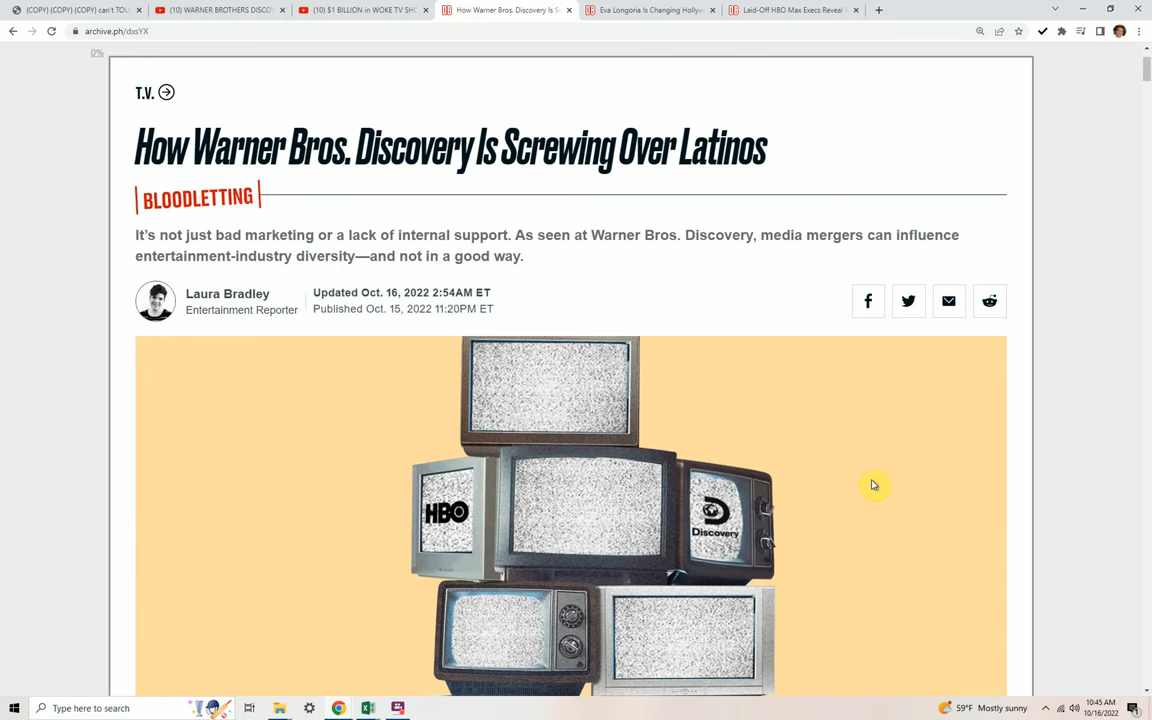 (COPY) (COPY) (COPY) can't TOU
(10) WARNER BROTHERS DISCO
(10) $1 BILLION in WOKE TV SH
How Warner Bros. Discovery Is S
Eva Longoria Is Changing Hollyw
Laid-Off HBO Max Execs Reveal
archive.ph/dxsYX
0%
T.V.
How Warner Bros. Discovery Is Screwing Over Latinos
BLOODLETTING
It's not just bad marketing or a lack of internal support. As seen at Warner Bros. Discovery, media mergers can influence
entertainment-industry diversity—and not in a good way.
Laura Bradley
Entertainment Reporter
Updated Oct. 16, 2022 2:54AM ET
Published Oct. 15, 2022 11:20PM ET
HBO
Discovery
Type here to search
59°F Mostly sunny
10:45 AM
10/16/2022